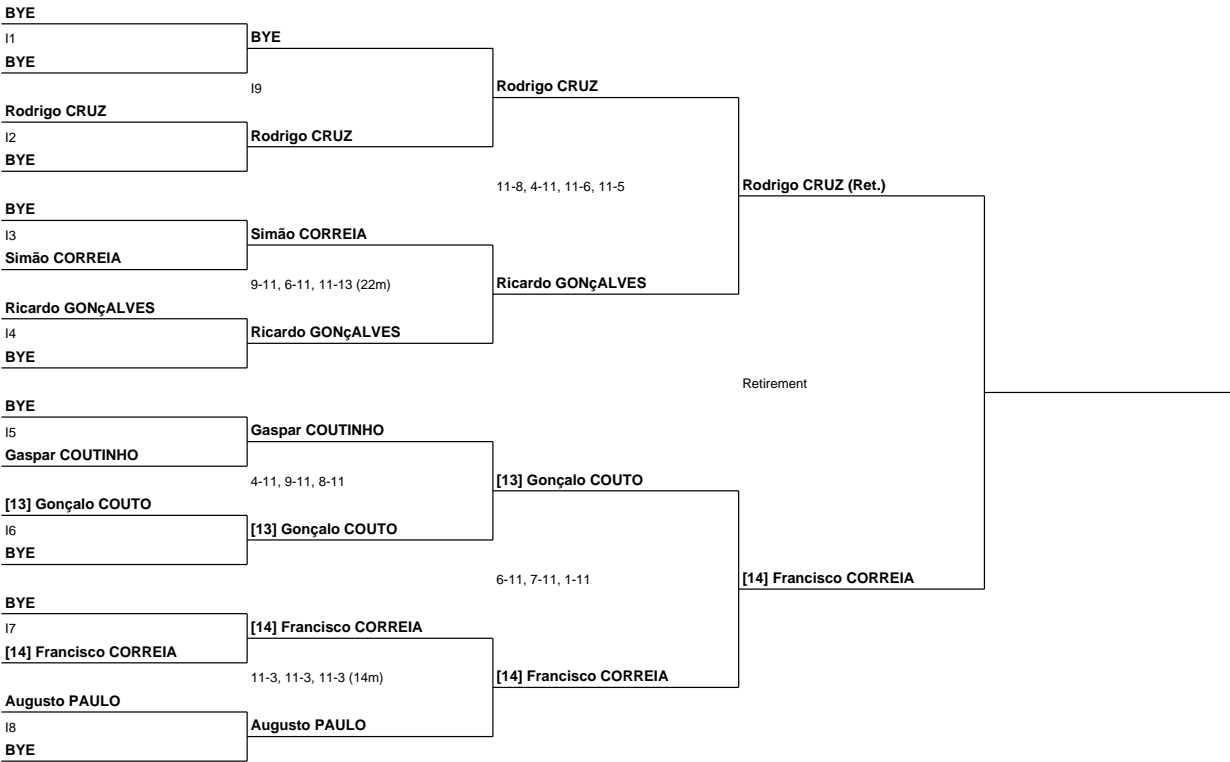 BYE
I1
BYE
BYE
I9
Rodrigo CRUZ
Rodrigo CRUZ
I2
Rodrigo CRUZ
BYE
11-8, 4-11, 11-6, 11-5
Rodrigo CRUZ (Ret.)
BYE
I3
Simão CORREIA
Simão CORREIA
9-11, 6-11, 11-13 (22m)
Ricardo GONçALVES
Ricardo GONçALVES
I4
Ricardo GONçALVES
BYE
Retirement
BYE
I5
Gaspar COUTINHO
Gaspar COUTINHO
4-11, 9-11, 8-11
[13] Gonçalo COUTO
[13] Gonçalo COUTO
I6
[13] Gonçalo COUTO
BYE
6-11, 7-11, 1-11
[14] Francisco CORREIA
BYE
I7
[14] Francisco CORREIA
[14] Francisco CORREIA
11-3, 11-3, 11-3 (14m)
[14] Francisco CORREIA
Augusto PAULO
I8
Augusto PAULO
BYE